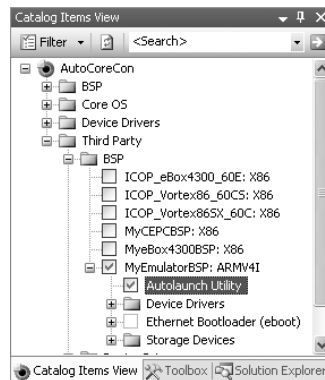 Catalog Items View
Filter
<Search>
AutoCoreCon
BSP
Core OS
Device Drivers
Third Party
BSP
ICOP_eBox4300_60E: X86
ICOP_Vortex86_60CS: X86
ICOP_Vortex86SX_60C: X86
MyCEPCBSP: X86
MyeBox4300BSP: X86
MyEmulatorBSP: ARMV4I
Autolaunch Utility
Device Drivers
Ethernet Bootloader (eboot)
Storage Devices
Catalog Items View Toolbox Solution Explorer